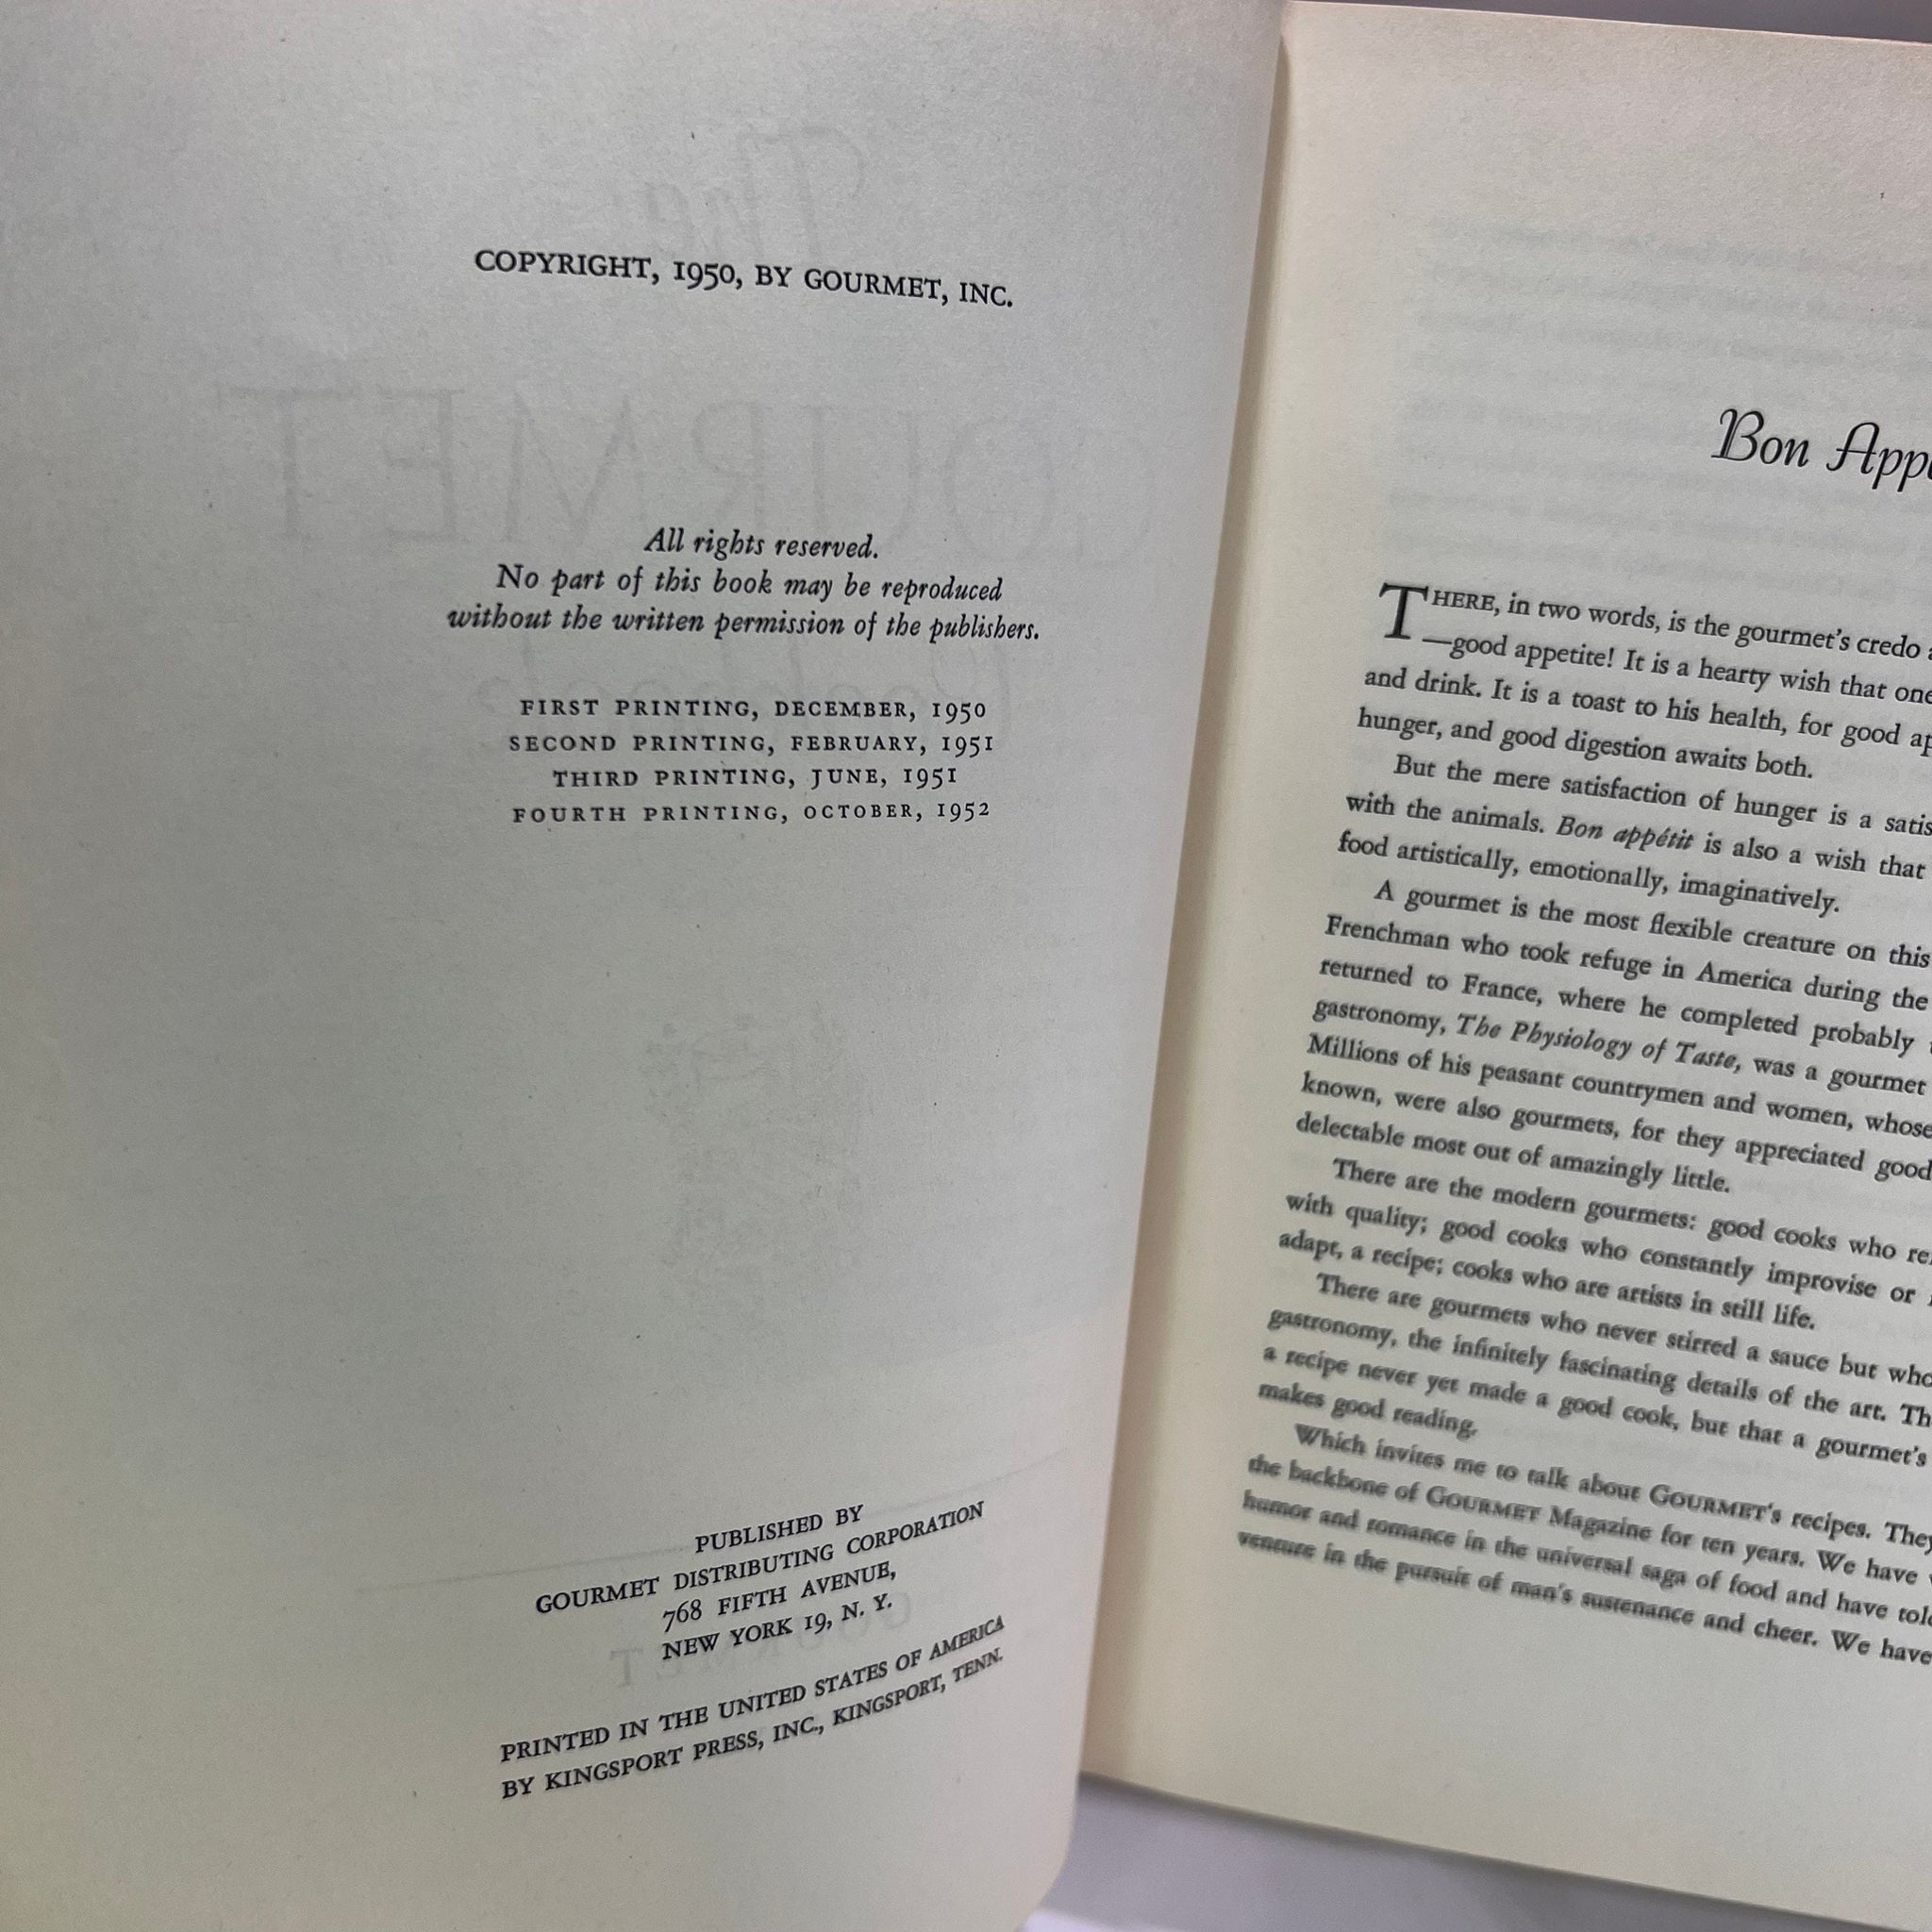 COPYRIGHT, 1950, BY GOURMET, INC.
All rights reserved.
No part of this book may be reproduced
without the written permission of the publishers.
FIRST PRINTING, DECEMBER, 1950
SECOND PRINTING, FEBRUARY, 1951
THIRD PRINTING, JUNE, 1951
FOURTH PRINTING, OCTOBER, 1952
PUBLISHED BY
GOURMET DISTRIBUTING CORPORATION
768 FIFTH AVENUE,
NEW YORK 19, N. Y.
PRINTED IN THE UNITED STATES OF AMERICA
BY KINGSPORT PRESS, INC., KINGSPORT, TENN.
Bon
THERE, in two words, is the gourmet's credo
—good appetite! It is a hearty wish that one
and drink. It is a toast to his health, for good
hunger, and good digestion awaits both.
But the mere satisfaction of hunger is a
with the animals. Bon appétit is also a wish that
food artistically, emotionally, imaginatively.
A gourmet is the most flexible creature on this
Frenchman who took refuge in America during the
returned to France, where he completed probably
gastronomy, The Physiology of Taste, was a gourmet
Millions of his peasant countrymen and women, whose
known, were also gourmets, for they appreciated good
delectable most out of amazingly little.
There are the modern gourmets: good cooks who
with quality; good cooks who constantly improvise or
adapt, a recipe; cooks who are artists in still life.
There are gourmets who never stirred a sauce but who
gastronomy, the infinitely fascinating details of the art.
a recipe never yet made a good cook, but that a gourmet's
makes good reading.
Which invites me to talk about GOURMET's recipes. They
the backbone of GOURMET Magazine for ten years. We have
humor and romance in the universal saga of food and have told
venture in the pursuit of man's sustenance and cheer. We have